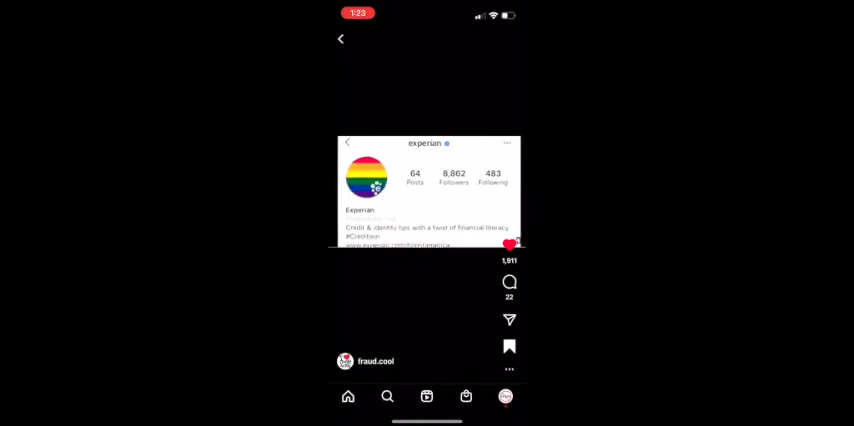 1:23
experian
64 8,862 483
Posts Followers Following
Experian
Credit & identity tips with a twist of financial literacy.
#Creditwin
1,911
22
fraud.cool